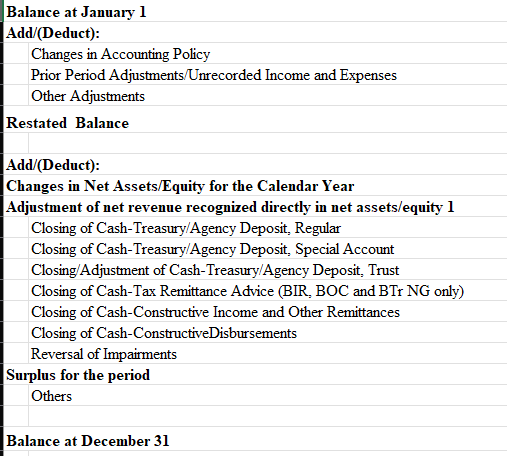 Balance at January 1
Add/(Deduct):
Changes in Accounting Policy
Prior Period Adjustments/Unrecorded Income and Expenses
Other Adjustments
Restated  Balance
Add/(Deduct):
Changes in Net Assets/Equity for the Calendar Year
Adjustment of net revenue recognized directly in net assets/equity 1
Closing of Cash-Treasury/Agency Deposit, Regular
Closing of Cash-Treasury/Agency Deposit, Special Account
Closing/Adjustment of Cash-Treasury/Agency Deposit, Trust
Closing of Cash-Tax Remittance Advice (BIR, BOC and BTr NG only)
Closing of Cash-Constructive Income and Other Remittances
Closing of Cash-ConstructiveDisbursements
Reversal of Impairments
Surplus for the period
Others
Balance at December 31